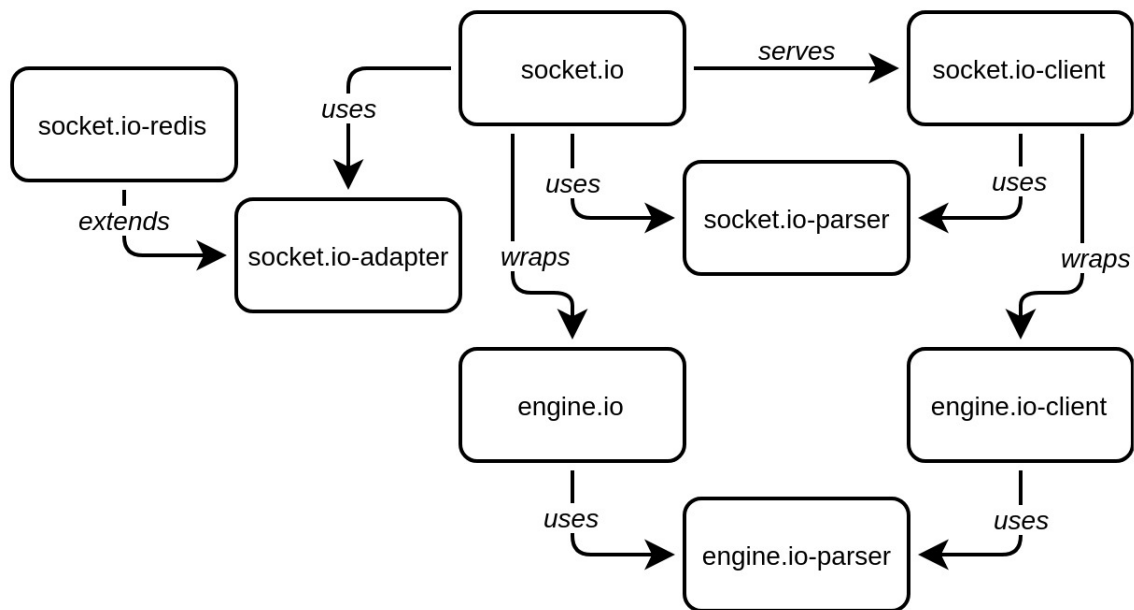 socket.io
serves
socket.io-client
socket.io-redis
uses
extends
socket.io-adapter
uses
socket.io-parser
uses
wraps
wraps
engine.io
engine.io-client
uses
engine.io-parser
uses